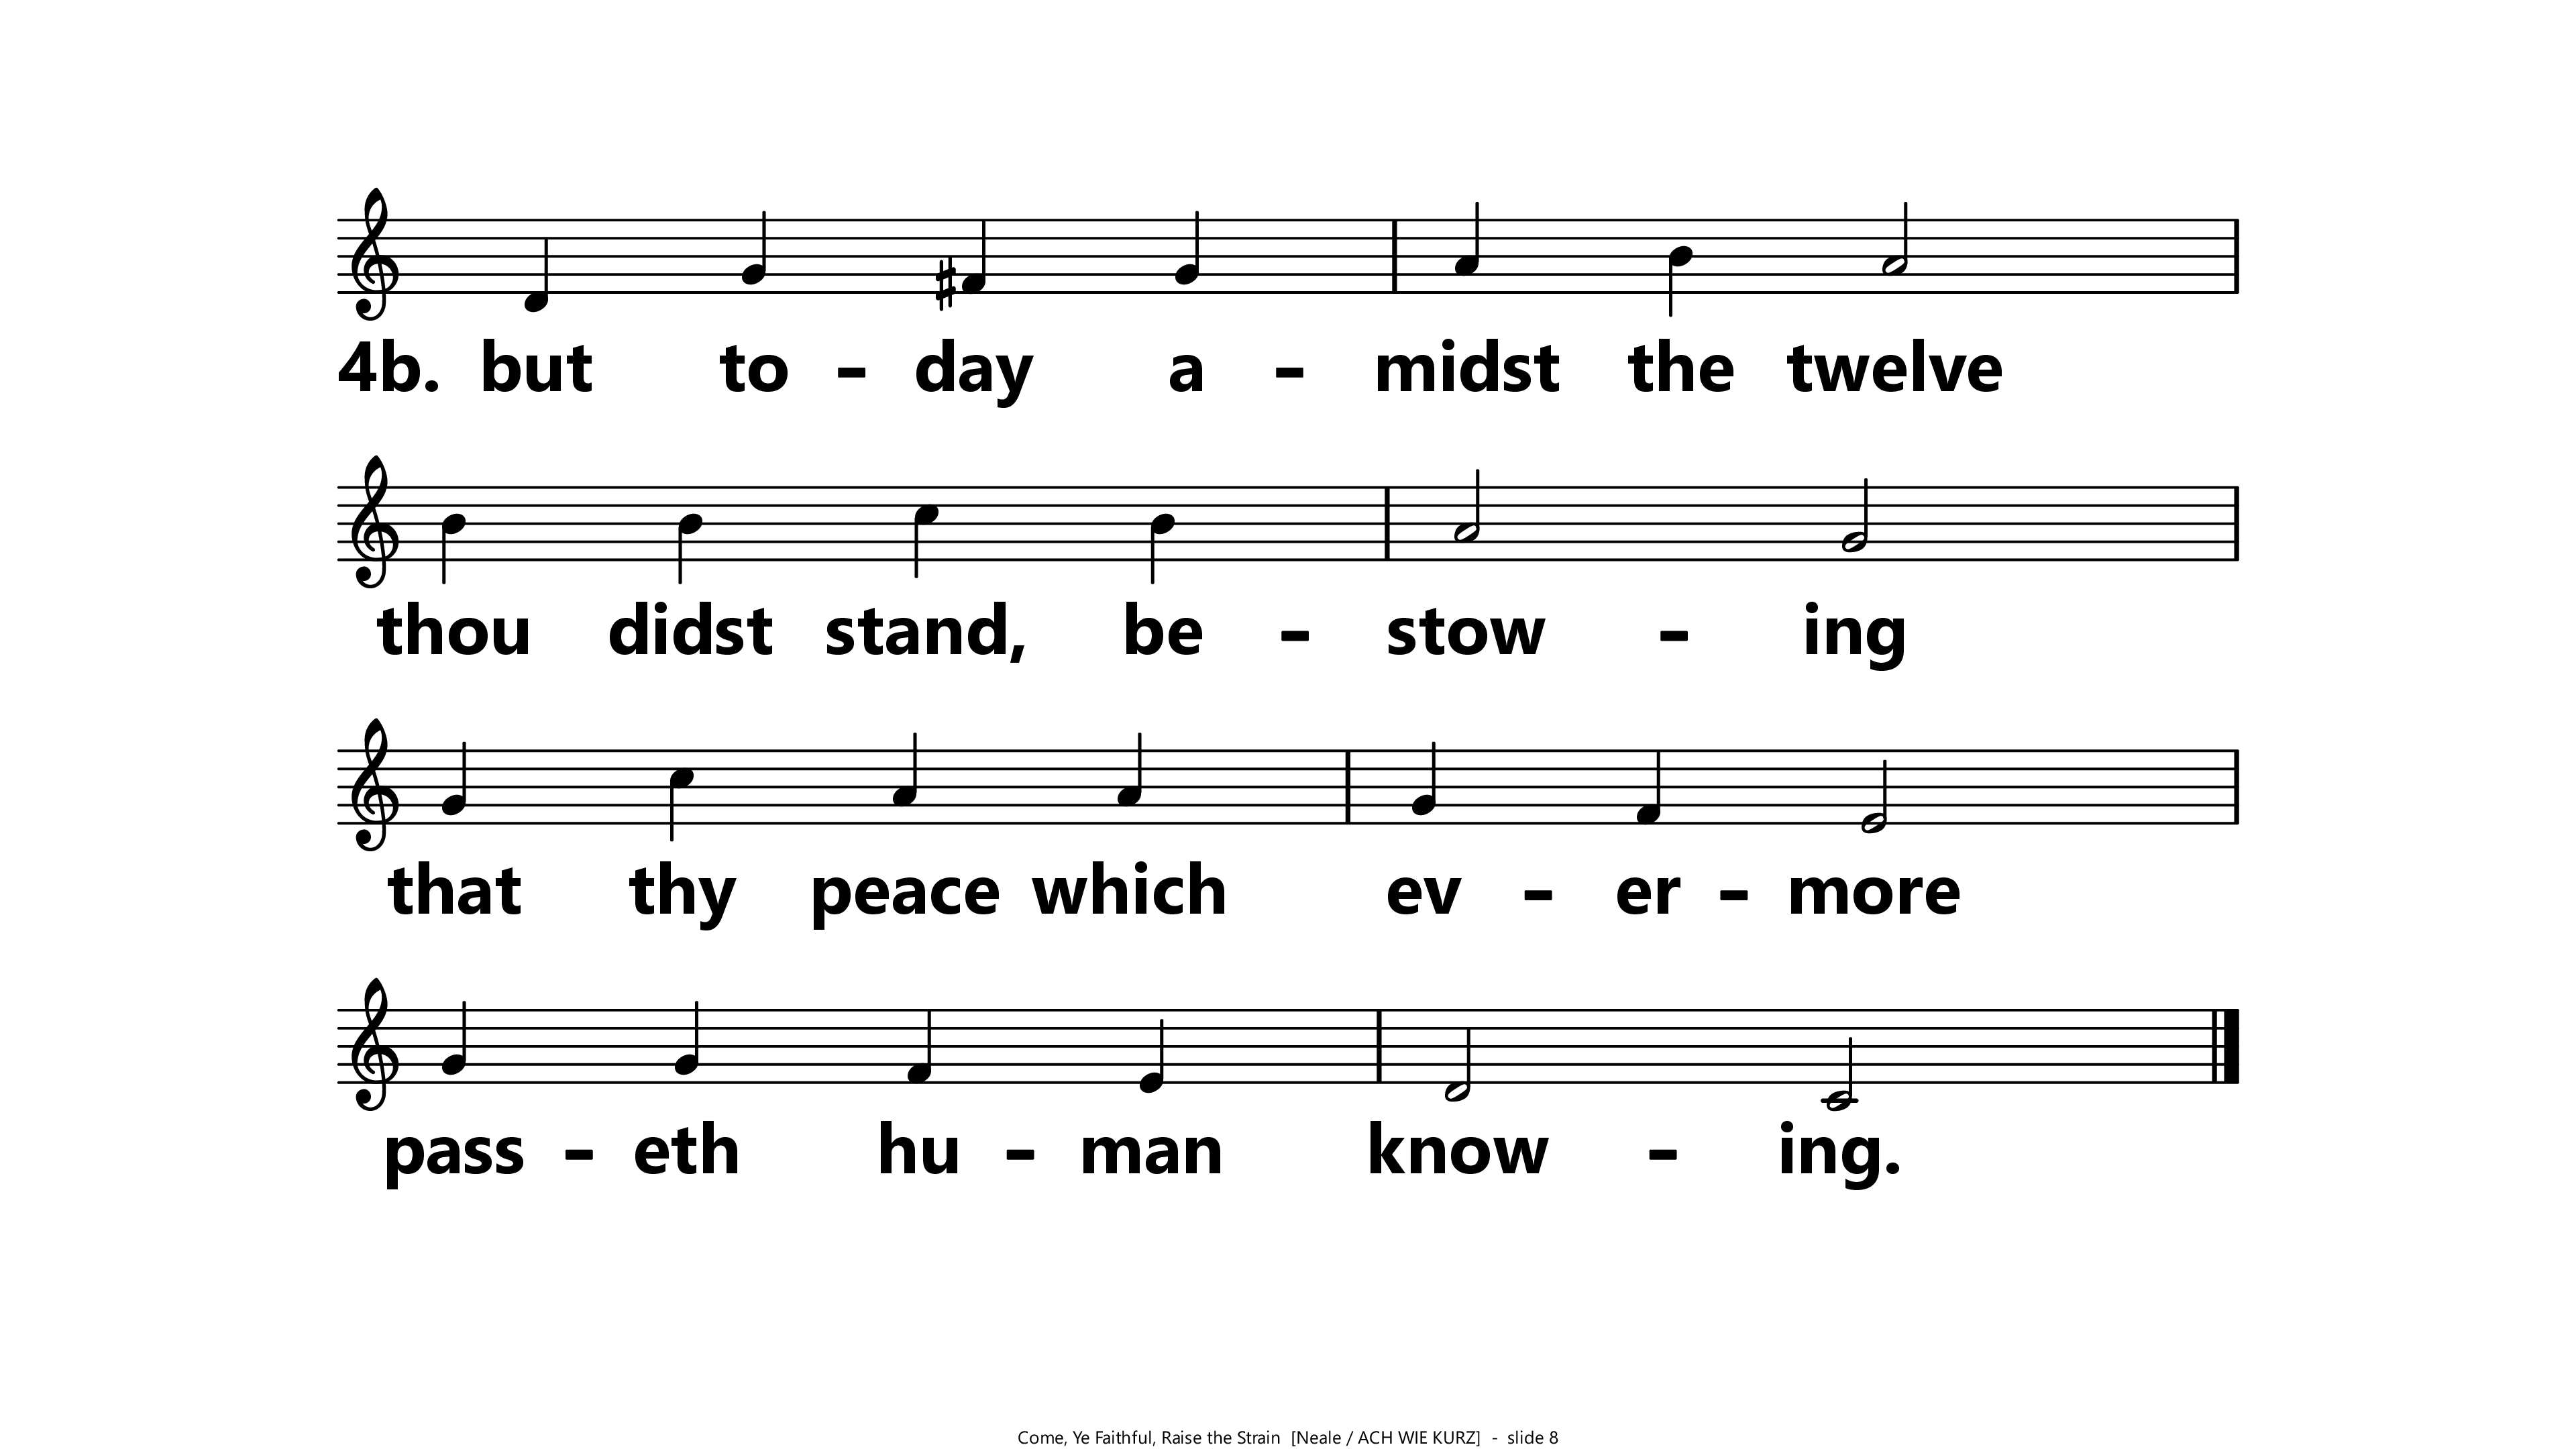 4b. but to - day a - midst the twelve
thou didst stand, be - stow - ing
that thy peace which ev - er - more
pass - eth hu - man know - ing.
Come, Ye Faithful, Raise the Strain [Neale / ACH WIE KURZ] - slide 8